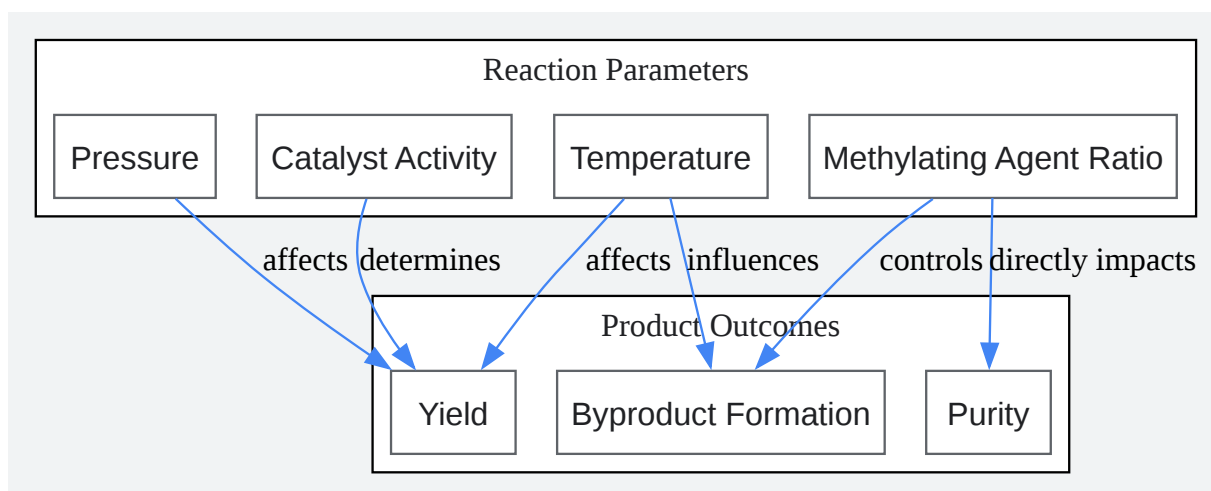 Reaction Parameters
Pressure
Catalyst Activity
Temperature
Methylating Agent Ratio
affects
determines
affects
influences
controls
directly impacts
Product Outcomes
Yield
Byproduct Formation
Purity